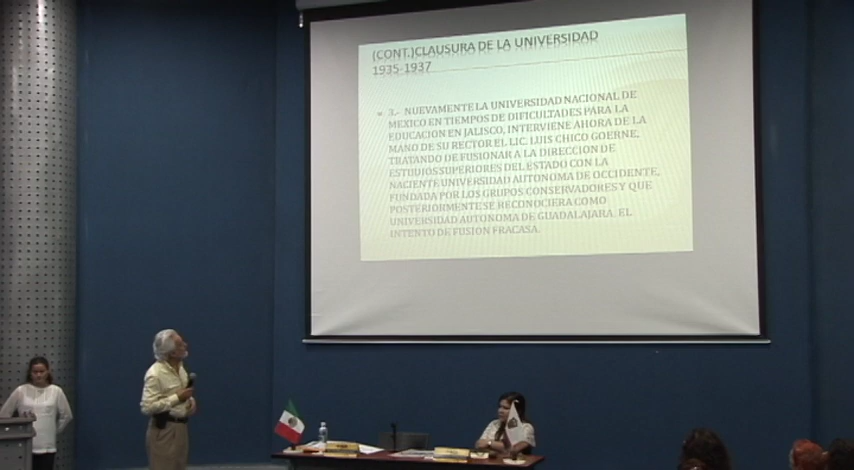 (CONT.)CLAUSURA DE LA UNIVERSIDAD
1935-1937
3.- NUEVAMENTE LA UNIVERSIDAD NACIONAL DE
MEXICO EN TIEMPOS DE DIFICULTADES PARA LA
EDUCACION EN JALISCO, INTERVIENE AHORA DE LA
MANO DE SU RECTOR EL LIC. LUIS CHICO GOERNE,
TRATANDO DE FUSIONAR A LA DIRECCION DE
ESTUDIOS SUPERIORES DEL ESTADO CON LA
NACIENTE UNIVERSIDAD AUTONOMA DE OCCIDENTE,
FUNDADA POR LOS GRUPOS CONSERVADORES Y QUE
POSTERIORMENTE SE RECONOCIERA COMO
UNIVERSIDAD AUTONOMA DE GUADALAJARA. EL
INTENTO DE FUSION FRACASA.